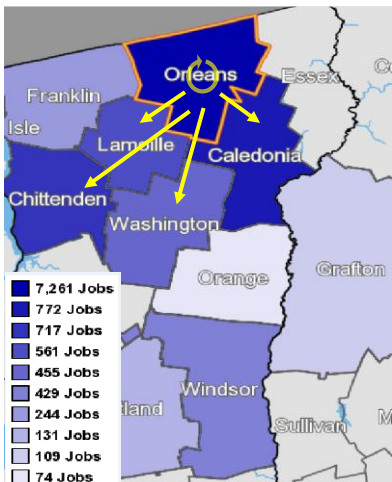 Orleans
Essex
Franklin
Isle
Lamoille
Caledonia
Chittenden
Washington
Orange
Grafton
Windsor
Sullivan
7,261 Jobs
772 Jobs
717 Jobs
561 Jobs
455 Jobs
429 Jobs
244 Jobs
131 Jobs
109 Jobs
74 Jobs